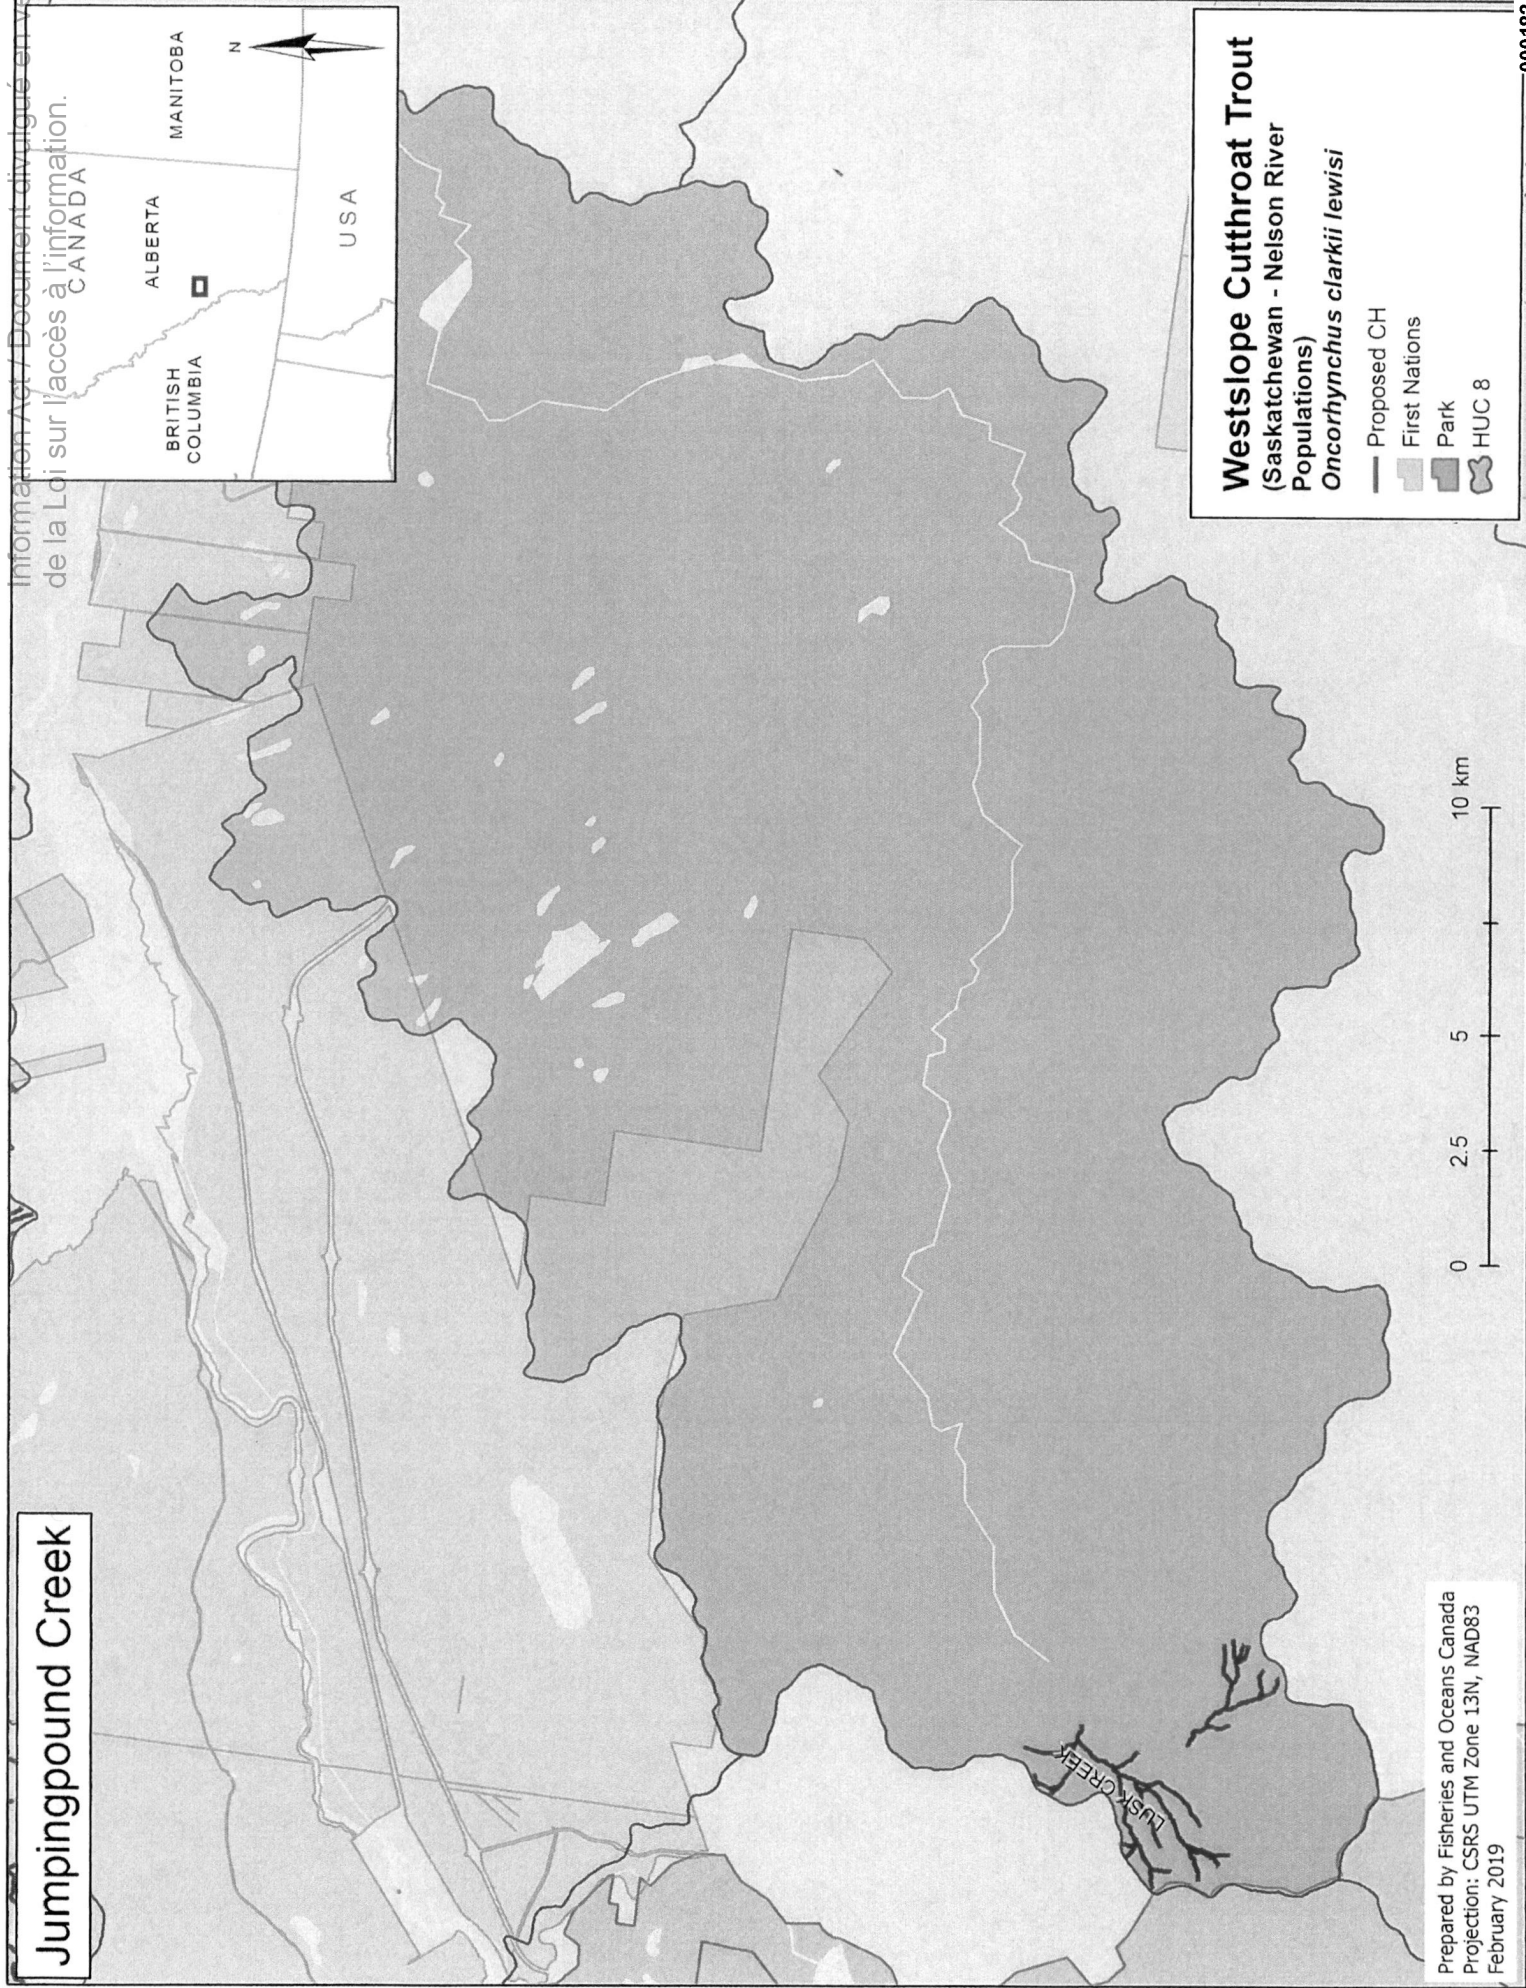 Jumpingpound Creek
Information Act / Document divulgué en
de la Loi sur l'accès à l'information.
CANADA
BRITISH
COLUMBIA
ALBERTA
MANITOBA
USA
N
LUSK CREEK
Westslope Cutthroat Trout
(Saskatchewan - Nelson River
Populations)
Oncorhynchus clarkii lewisi
Proposed CH
First Nations
Park
HUC 8
0 2.5 5 10 km
Prepared by Fisheries and Oceans Canada
Projection: CSRS UTM Zone 13N, NAD83
February 2019